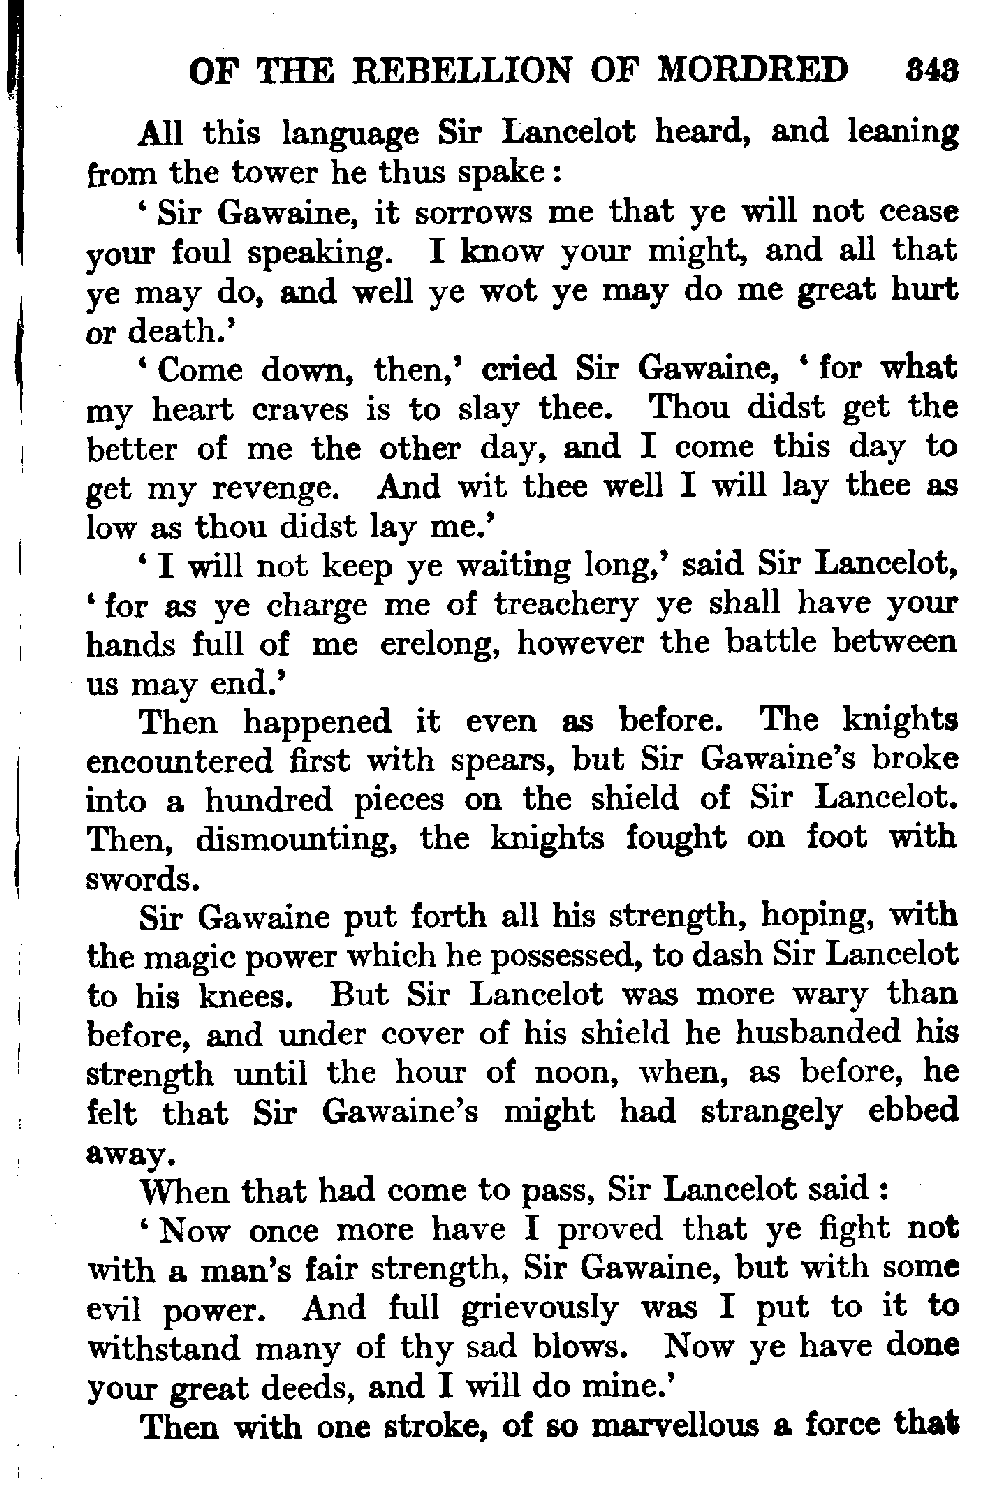 OF THE REBELLION OF MORDRED 343
All this language Sir Lancelot heard, and leaning
from the tower he thus spake :
‘ Sir Gawaine, it sorrows me that ye will not cease
your foul speaking. I know your might, and all that
ye may do, and well ye wot ye may do me great hurt
or death.’
‘ Come down, then,’ cried Sir Gawaine, ‘ for what
my heart craves is to slay thee. Thou didst get the
better of me the other day, and I come this day to
get my revenge. And wit thee well I will lay thee as
low as thou didst lay me.’
‘ I will not keep ye waiting long,’ said Sir Lancelot,
‘ for as ye charge me of treachery ye shall have your
hands full of me erelong, however the battle between
us may end.’
Then happened it even as before. The knights
encountered first with spears, but Sir Gawaine’s broke
into a hundred pieces on the shield of Sir Lancelot.
Then, dismounting, the knights fought on foot with
swords.
Sir Gawaine put forth all his strength, hoping, with
the magic power which he possessed, to dash Sir Lancelot
to his knees. But Sir Lancelot was more wary than
before, and under cover of his shield he husbanded his
strength until the hour of noon, when, as before, he
felt that Sir Gawaine’s might had strangely ebbed
away.
When that had come to pass, Sir Lancelot said :
‘ Now once more have I proved that ye fight not
with a man’s fair strength, Sir Gawaine, but with some
evil power. And full grievously was I put to it to
withstand many of thy sad blows. Now ye have done
your great deeds, and I will do mine.’
Then with one stroke, of so marvellous a force that